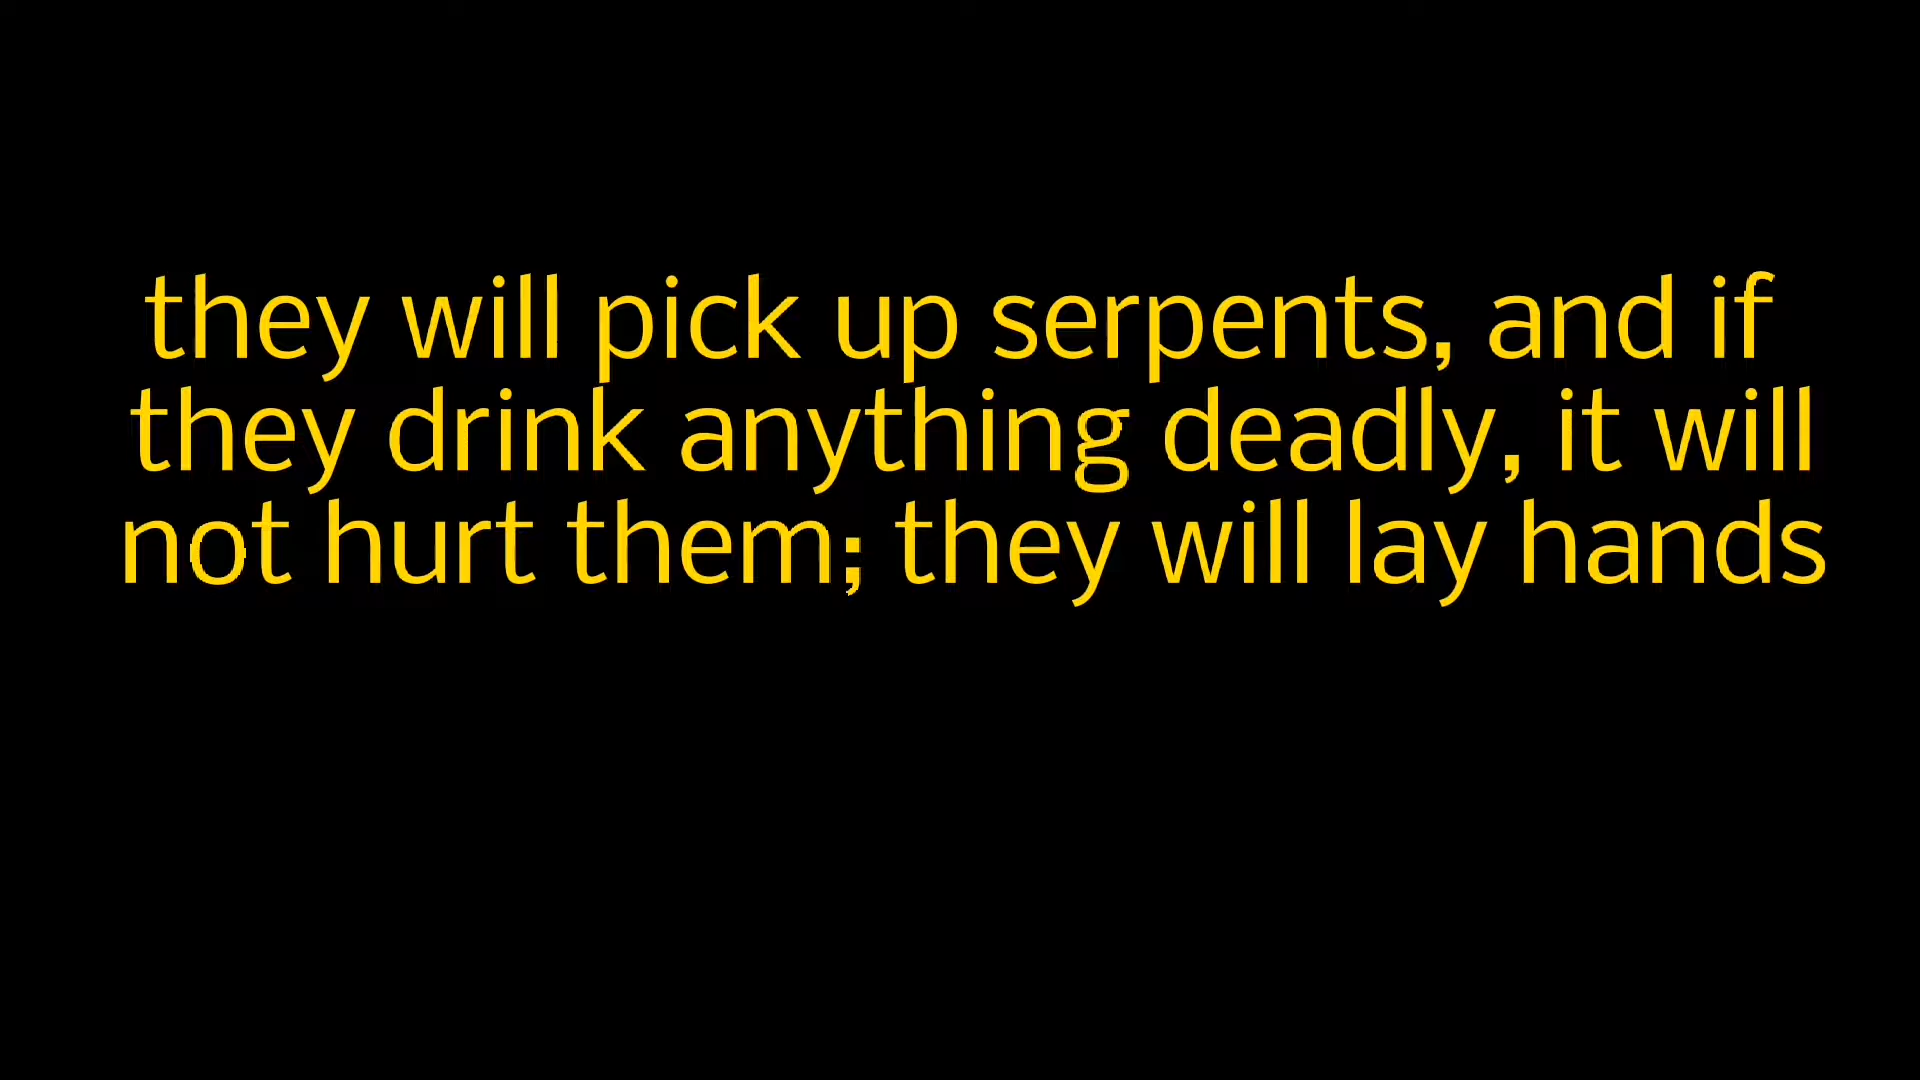 they will pick up serpents, and if
they drink anything deadly, it will
not hurt them; they will lay hands